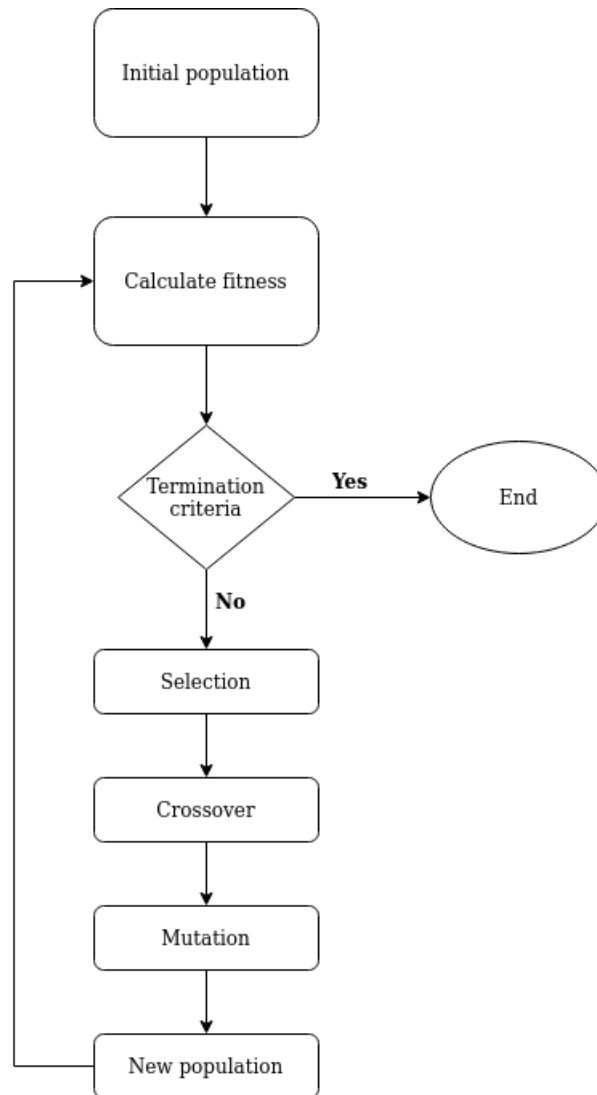 Initial population
Calculate fitness
Termination
criteria
Yes
End
No
Selection
Crossover
Mutation
New population